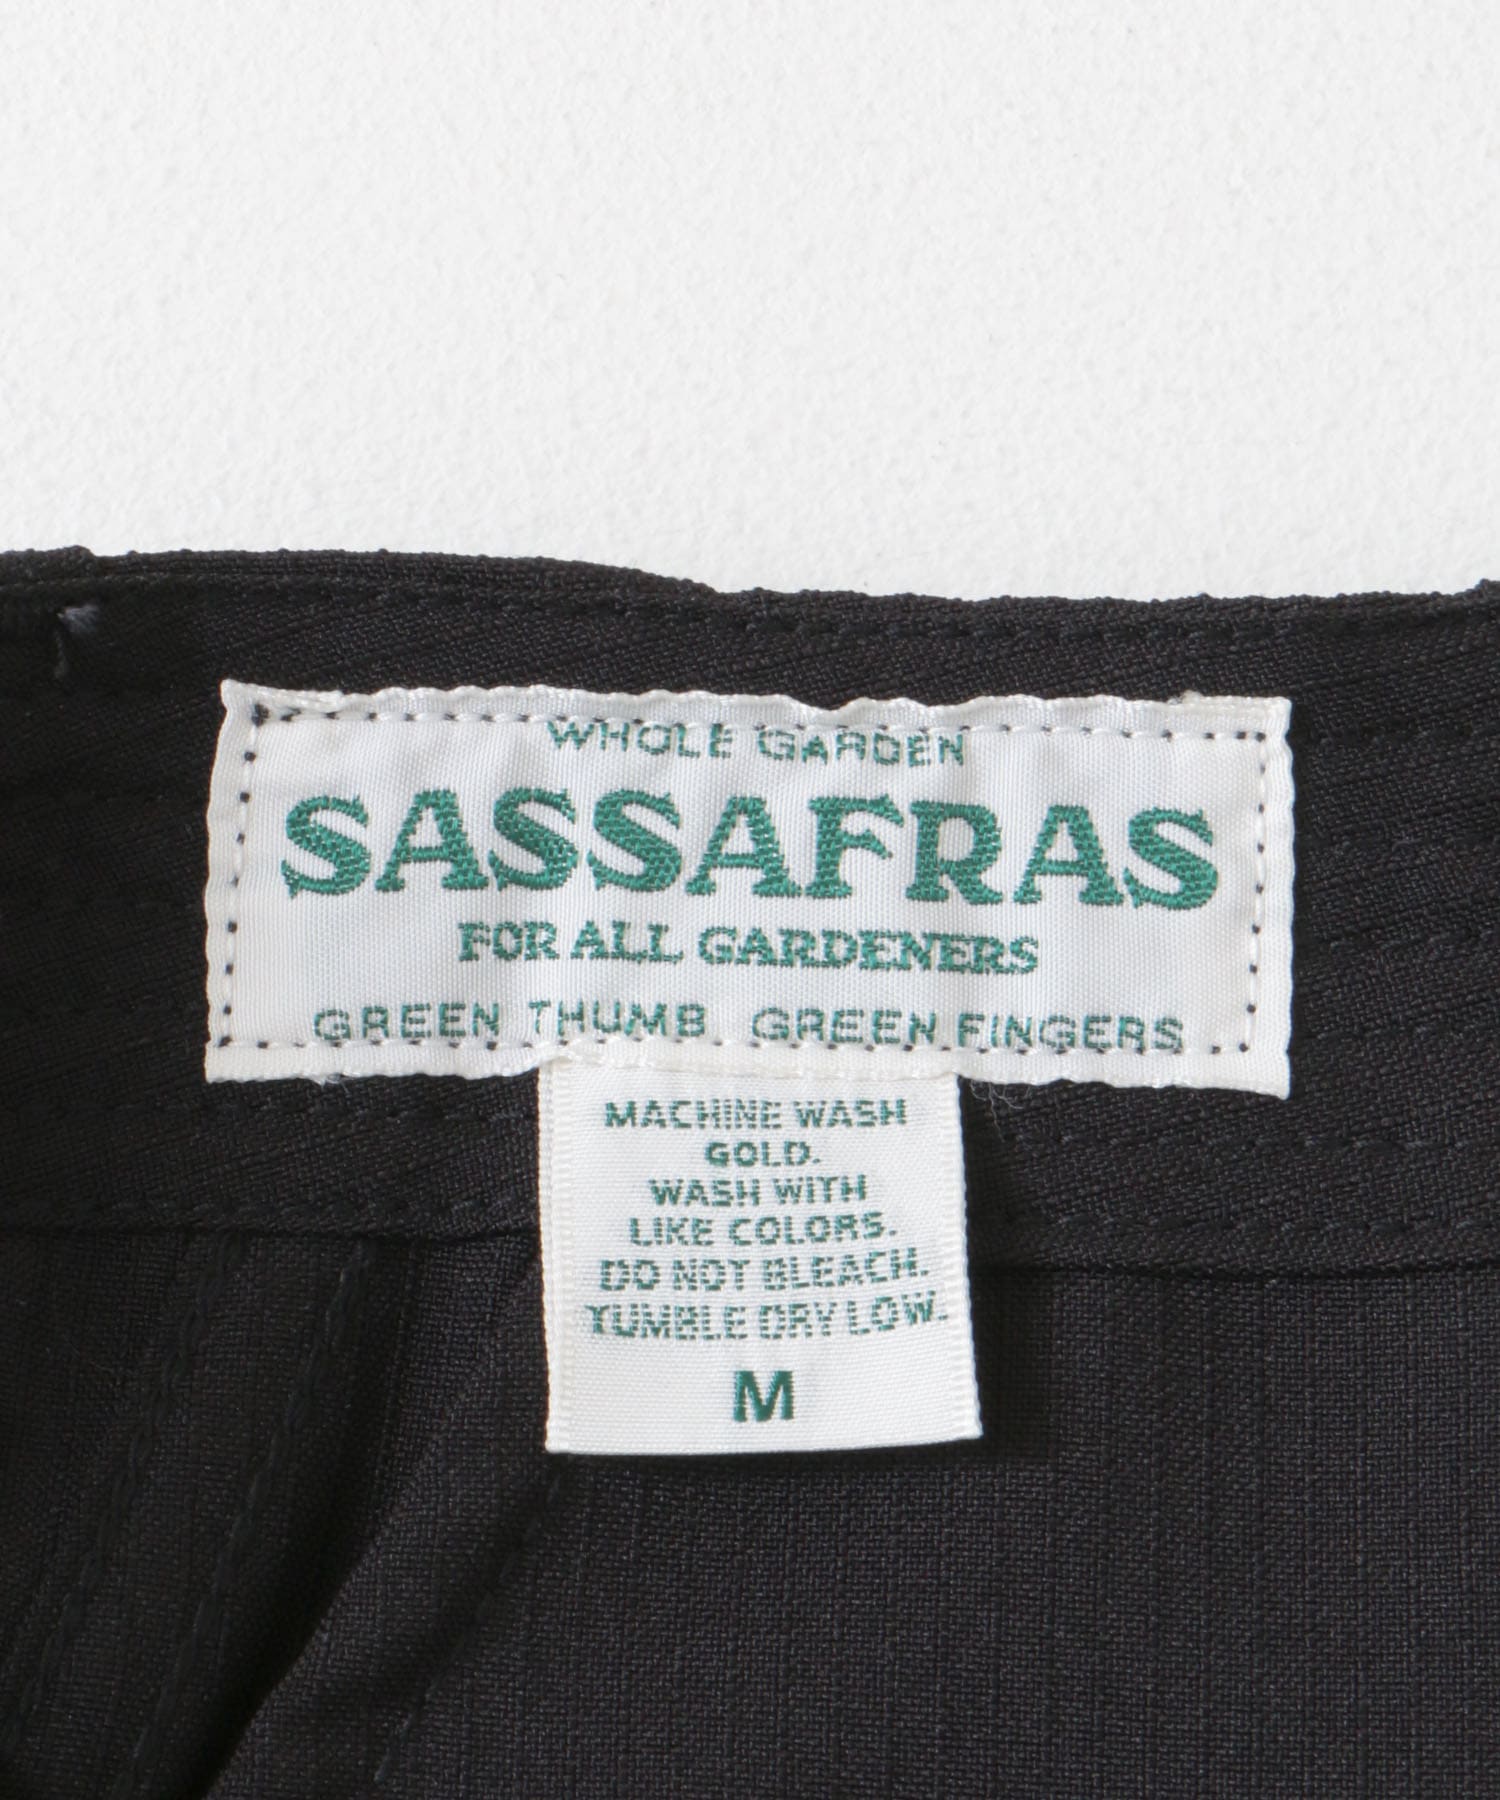 WHOLE GARDEN
SASSAFRAS
FOR ALL GARDENERS
GREEN THUMB, GREEN FINGERS
MACHINE WASH
GOLD.
WASH WITH
LIKE COLORS.
DO NOT BLEACH.
TUMBLE DRY LOW.
M